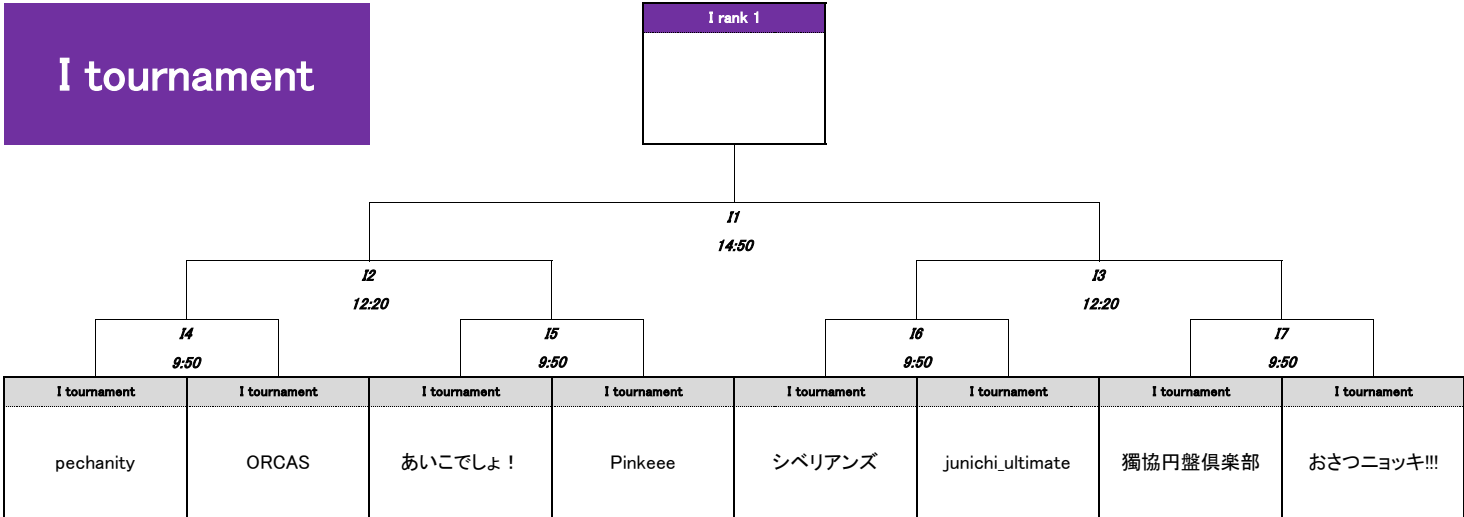 I tournament
I rank 1
I1
14:50
I2
I3
12:20
12:20
I4
I5
I6
I7
9:50
9:50
9:50
9:50
I tournament
I tournament
I tournament
I tournament
I tournament
I tournament
I tournament
I tournament
pechanity
ORCAS
あいこでしょ！
Pinkeee
シベリアンズ
junichi_ultimate
獨協円盤倶楽部
おさつニョッキ!!!